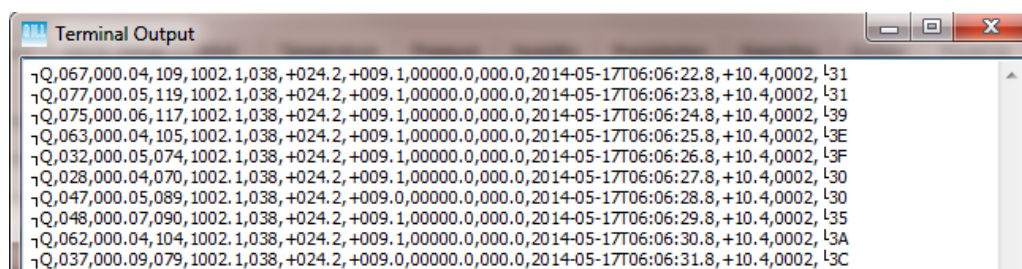 Terminal Output
┐Q,067,000.04,109,1002.1,038,+024.2,+009.1,00000.0,000.0,2014-05-17T06:06:22.8,+10.4,0002, └31
┐Q,077,000.05,119,1002.1,038,+024.2,+009.1,00000.0,000.0,2014-05-17T06:06:23.8,+10.4,0002, └31
┐Q,075,000.06,117,1002.1,038,+024.2,+009.1,00000.0,000.0,2014-05-17T06:06:24.8,+10.4,0002, └39
┐Q,063,000.04,105,1002.1,038,+024.2,+009.1,00000.0,000.0,2014-05-17T06:06:25.8,+10.4,0002, └3E
┐Q,032,000.05,074,1002.1,038,+024.2,+009.1,00000.0,000.0,2014-05-17T06:06:26.8,+10.4,0002, └3F
┐Q,028,000.04,070,1002.1,038,+024.2,+009.1,00000.0,000.0,2014-05-17T06:06:27.8,+10.4,0002, └30
┐Q,047,000.05,089,1002.1,038,+024.2,+009.0,00000.0,000.0,2014-05-17T06:06:28.8,+10.4,0002, └30
┐Q,048,000.07,090,1002.1,038,+024.2,+009.1,00000.0,000.0,2014-05-17T06:06:29.8,+10.4,0002, └35
┐Q,062,000.04,104,1002.1,038,+024.2,+009.1,00000.0,000.0,2014-05-17T06:06:30.8,+10.4,0002, └3A
┐Q,037,000.09,079,1002.1,038,+024.2,+009.0,00000.0,000.0,2014-05-17T06:06:31.8,+10.4,0002, └3C